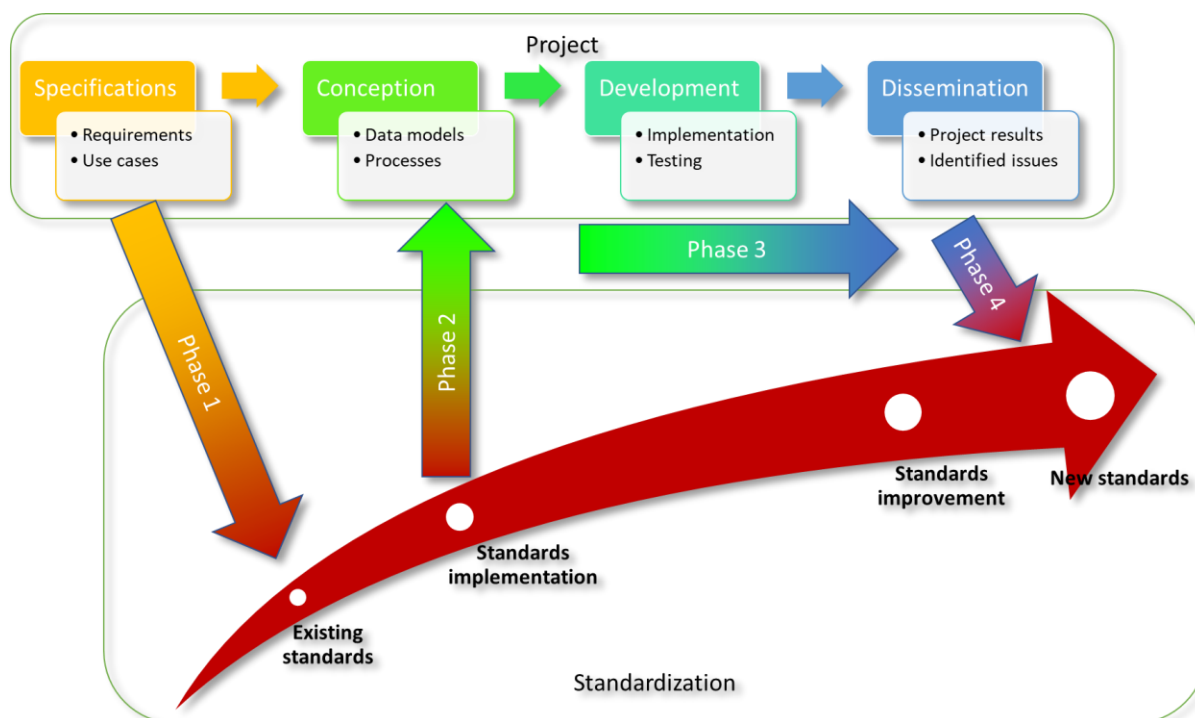 Project
Specifications
• Requirements
• Use cases
Conception
• Data models
• Processes
Development
• Implementation
• Testing
Dissemination
• Project results
• Identified issues
Phase 1
Phase 2
Phase 3
Phase 4
Existing
standards
Standards
implementation
Standards
improvement
New standards
Standardization